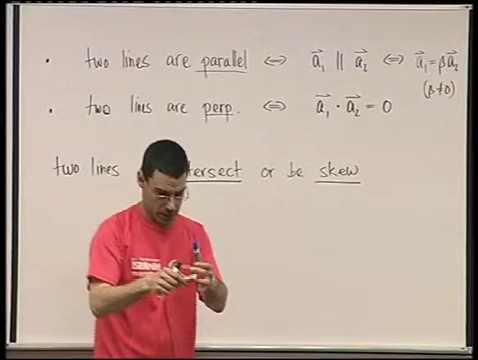 • two lines are parallel ⇔ a⃗₁ ∥ a⃗₂ ⇔ a⃗₁ = βa⃗₂
(β≠0)
• two lines are perp. ⇔ a⃗₁ · a⃗₂ = 0
two lines tersect or be skew